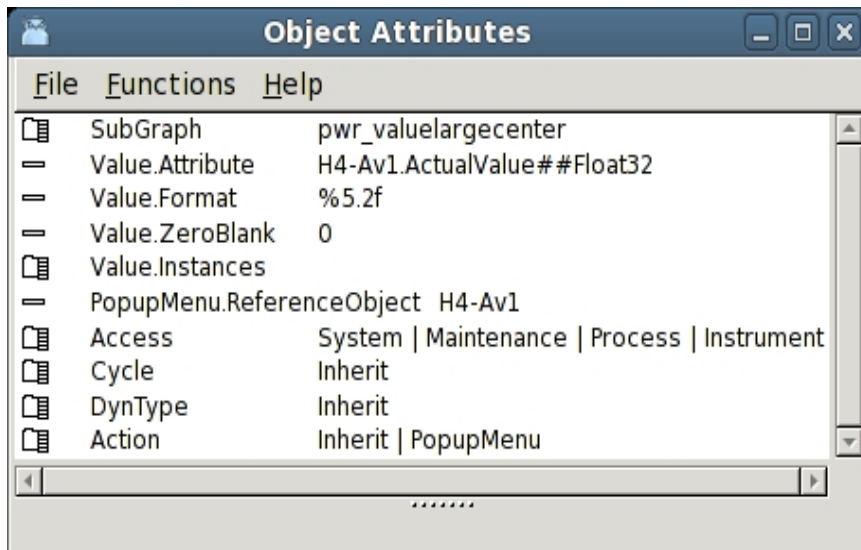 Object Attributes
File Functions Help
SubGraph pwr_valuelargecenter
Value.Attribute H4-Av1.ActualValue##Float32
Value.Format %5.2f
Value.ZeroBlank 0
Value.Instances
PopupMenu.ReferenceObject H4-Av1
Access System | Maintenance | Process | Instrument
Cycle Inherit
DynType Inherit
Action Inherit | PopupMenu